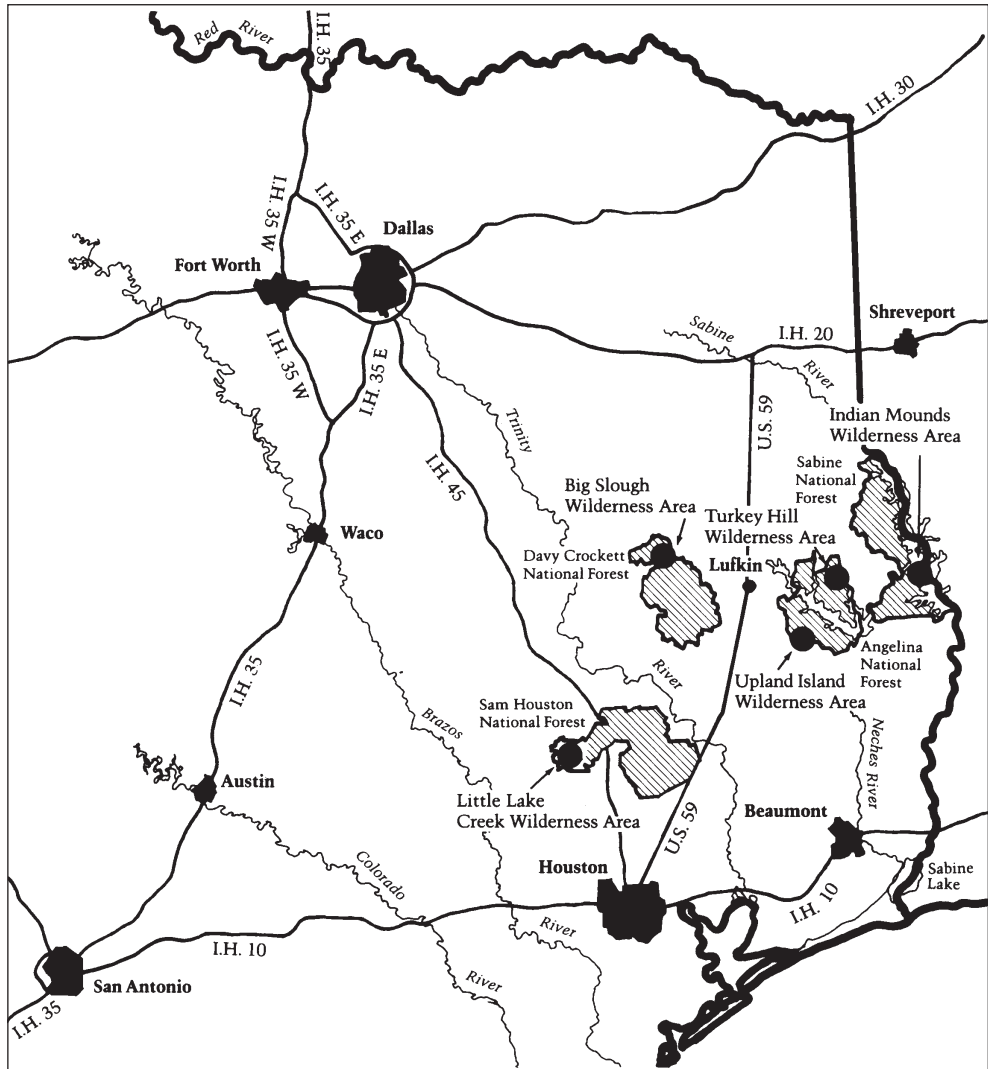 Red River
I.H. 35
I.H. 30
I.H. 35 W
I.H. 35 E
Dallas
Fort Worth
Shreveport
Sabine
I.H. 20
River
I.H. 35 W
I.H. 35 E
U.S. 59
Trinity
Indian Mounds
Wilderness Area
I.H. 45
Sabine
National
Forest
Big Slough
Wilderness Area
Turkey Hill
Wilderness Area
Waco
Davy Crockett
National Forest
Lufkin
Angelina
National
Forest
I.H. 35
River
Upland Island
Wilderness Area
Sam Houston
National Forest
Brazos
Neches River
Austin
Little Lake
Creek Wilderness Area
Beaumont
U.S. 59
Colorado
Houston
Sabine
Lake
I.H. 10
River
I.H. 10
River
San Antonio
I.H. 35